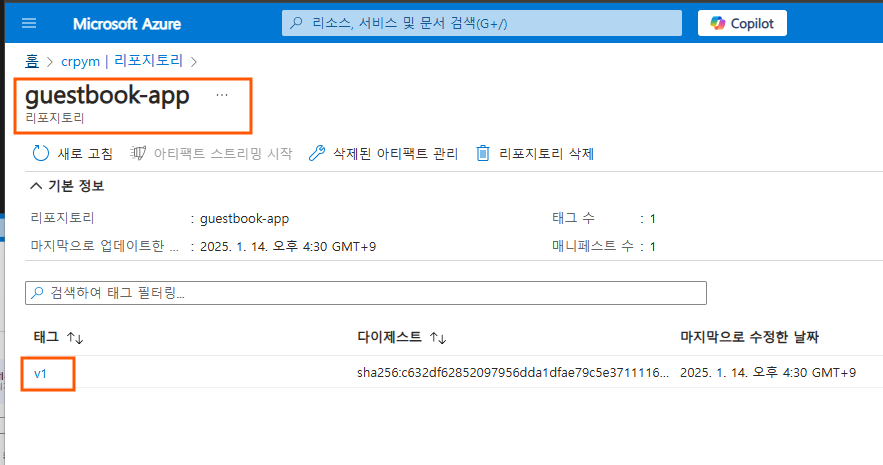 Microsoft Azure
리소스, 서비스 및 문서 검색(G+/)
Copilot
홈 > crpym | 리포지토리 >
guestbook-app ...
리포지토리
새로 고침 아티팩트 스트리밍 시작 삭제된 아티팩트 관리 리포지토리 삭제
기본 정보
리포지토리 : guestbook-app 태그 수 : 1
마지막으로 업데이트한 ... : 2025. 1. 14. 오후 4:30 GMT+9 매니페스트 수 : 1
검색하여 태그 필터링...
태그 ↑↓ 다이제스트 ↑↓ 마지막으로 수정한 날짜
v1 sha256:c632df62852097956dda1dfae79c5e3711116... 2025. 1. 14. 오후 4:30 GMT+9